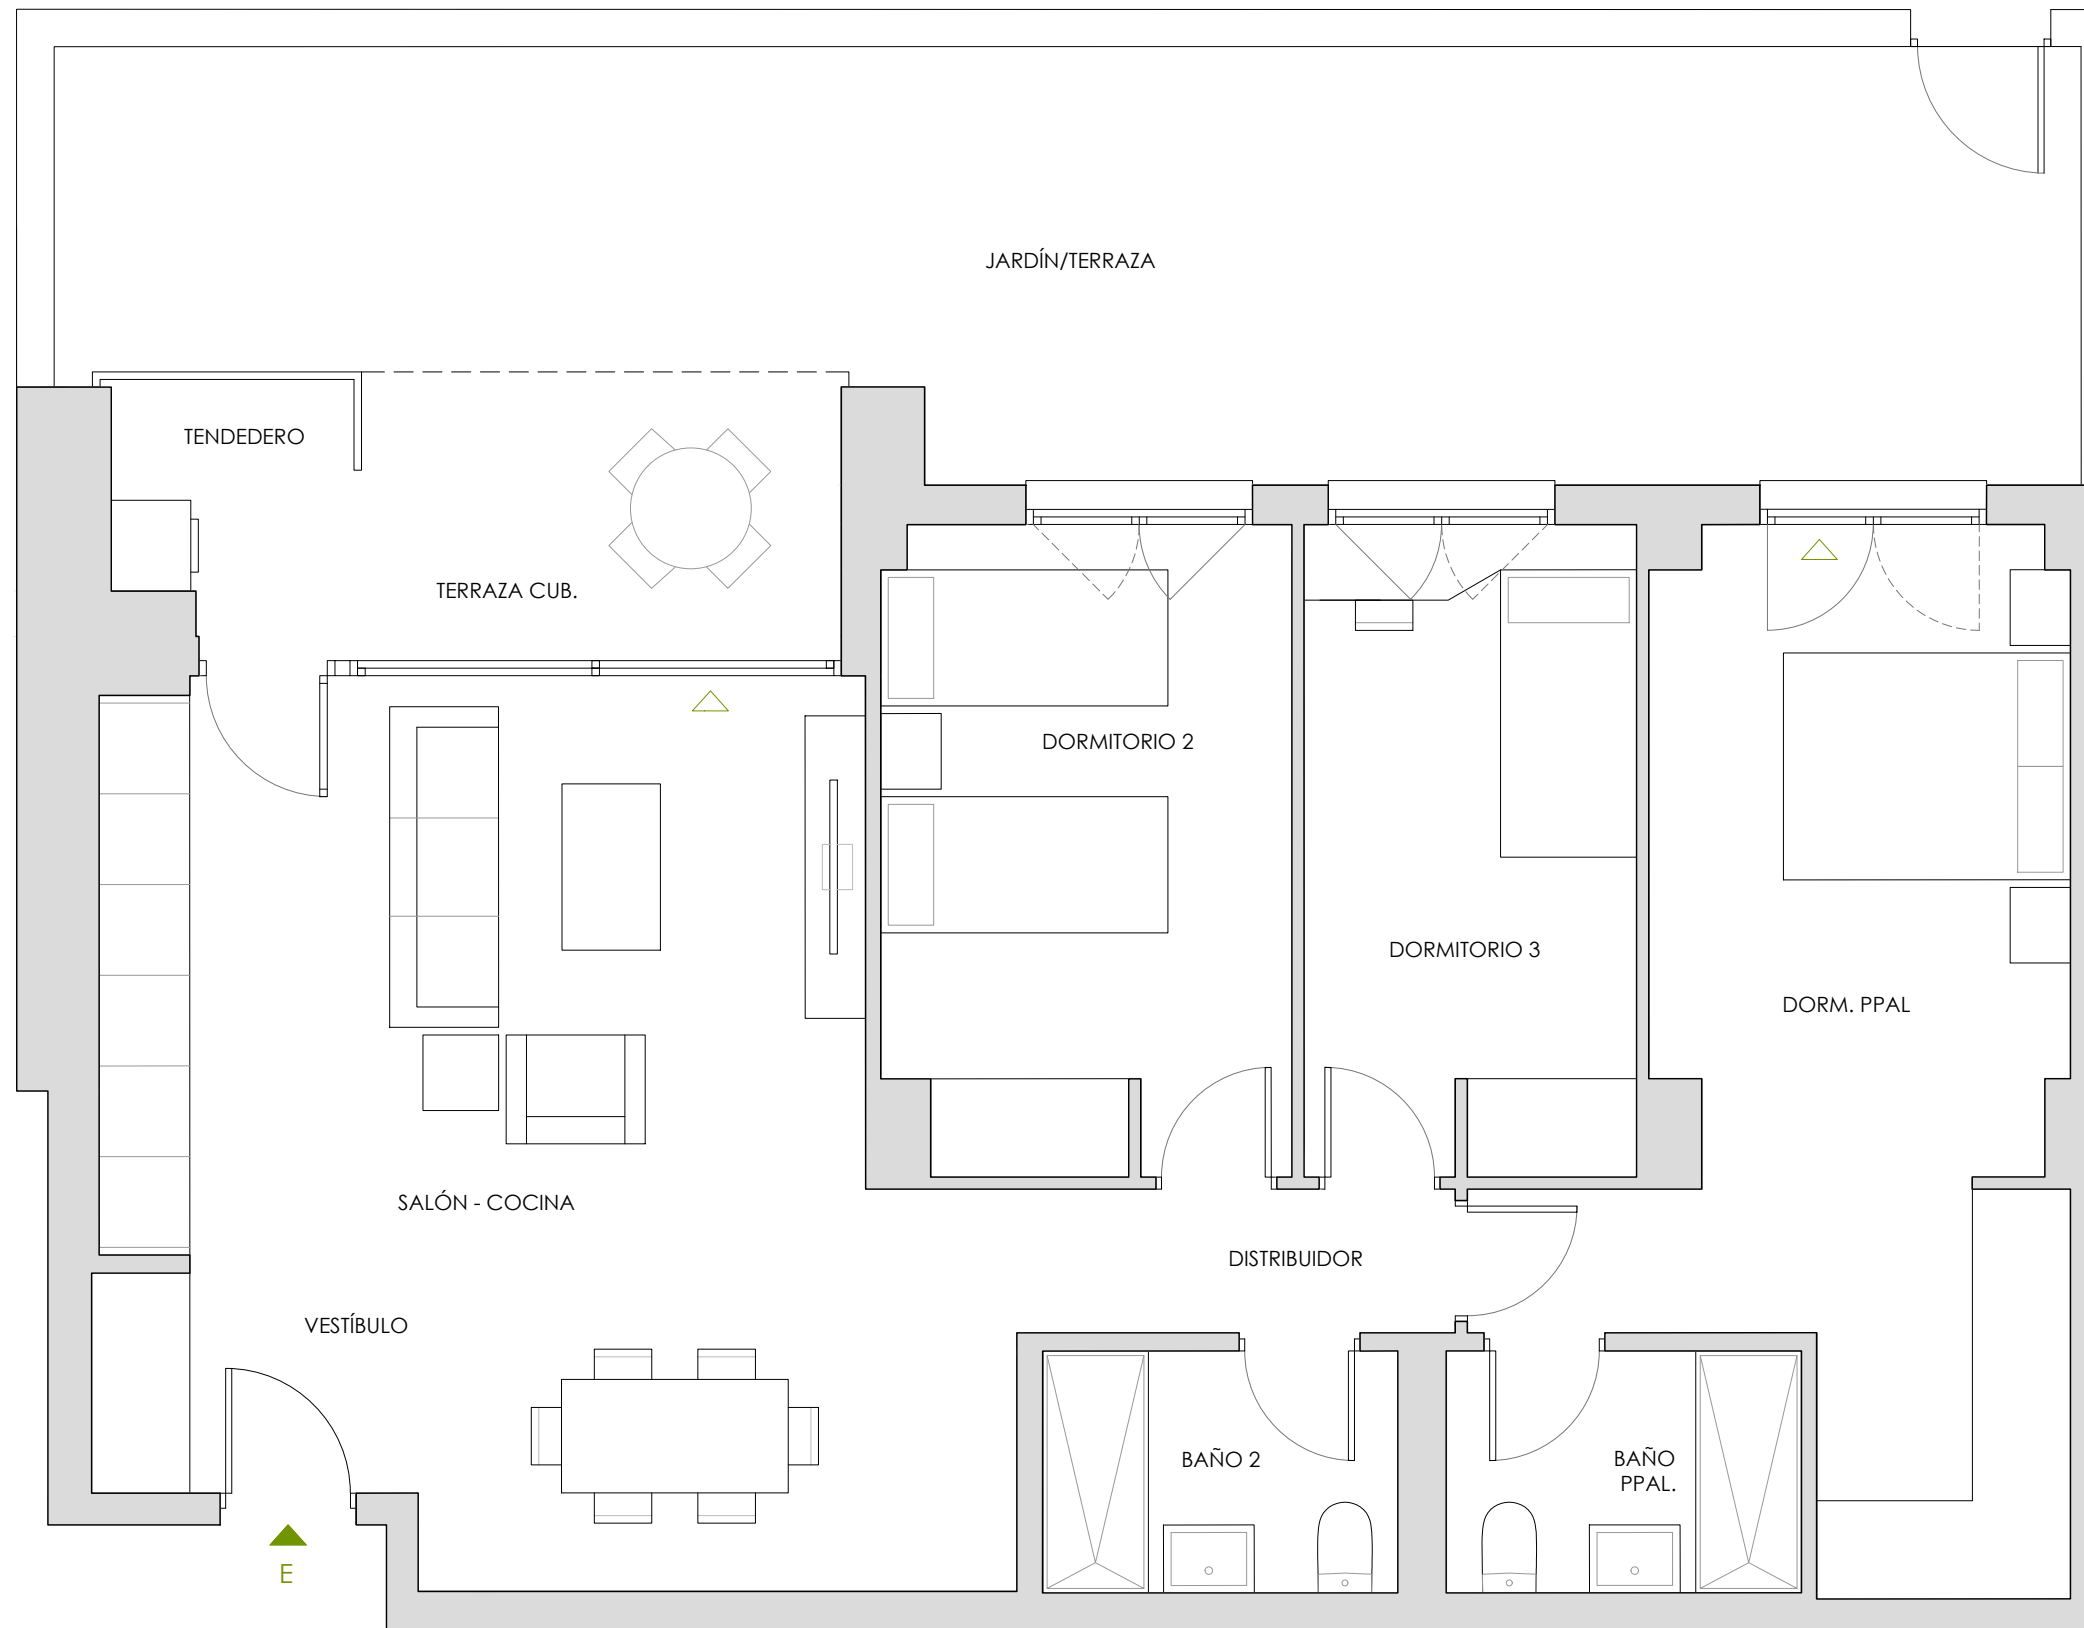 JARDÍN/TERRAZA
TENDEDERO
TERRAZA CUB.
DORMITORIO 2
DORMITORIO 3
DORM. PPAL
SALÓN - COCINA
DISTRIBUIDOR
VESTÍBULO
BAÑO 2
BAÑO
PPAL.
E